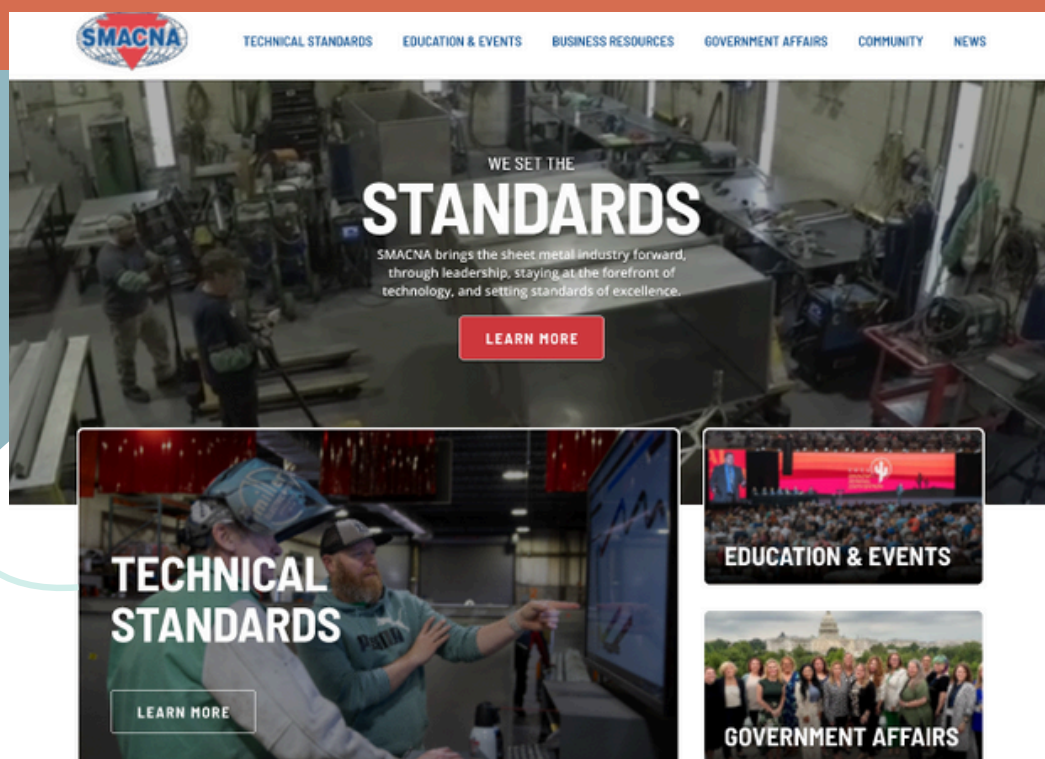 SMACNA
TECHNICAL STANDARDS
EDUCATION & EVENTS
BUSINESS RESOURCES
GOVERNMENT AFFAIRS
COMMUNITY
NEWS
WE SET THE
STANDARDS
SMACNA brings the sheet metal industry forward,
through leadership, staying at the forefront of
technology, and setting standards of excellence.
LEARN MORE
TECHNICAL
STANDARDS
LEARN MORE
EDUCATION & EVENTS
GOVERNMENT AFFAIRS